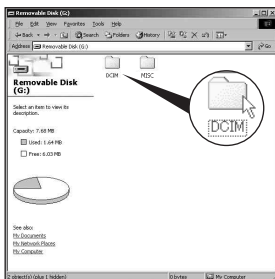 Removable Disk (G:)
File Edit View Favorites Tools Help
Back Search Folders History
Address Removable Disk (G:) Go
Removable Disk (G:)
Select an item to view its description.
Capacity: 7.68 MB
Used: 1.64 MB
Free: 6.03 MB
See also:
My Documents
My Network Places
My Computer
DCIM MISC
DCIM
2 object(s) (plus 1 hidden) 0 bytes My Computer